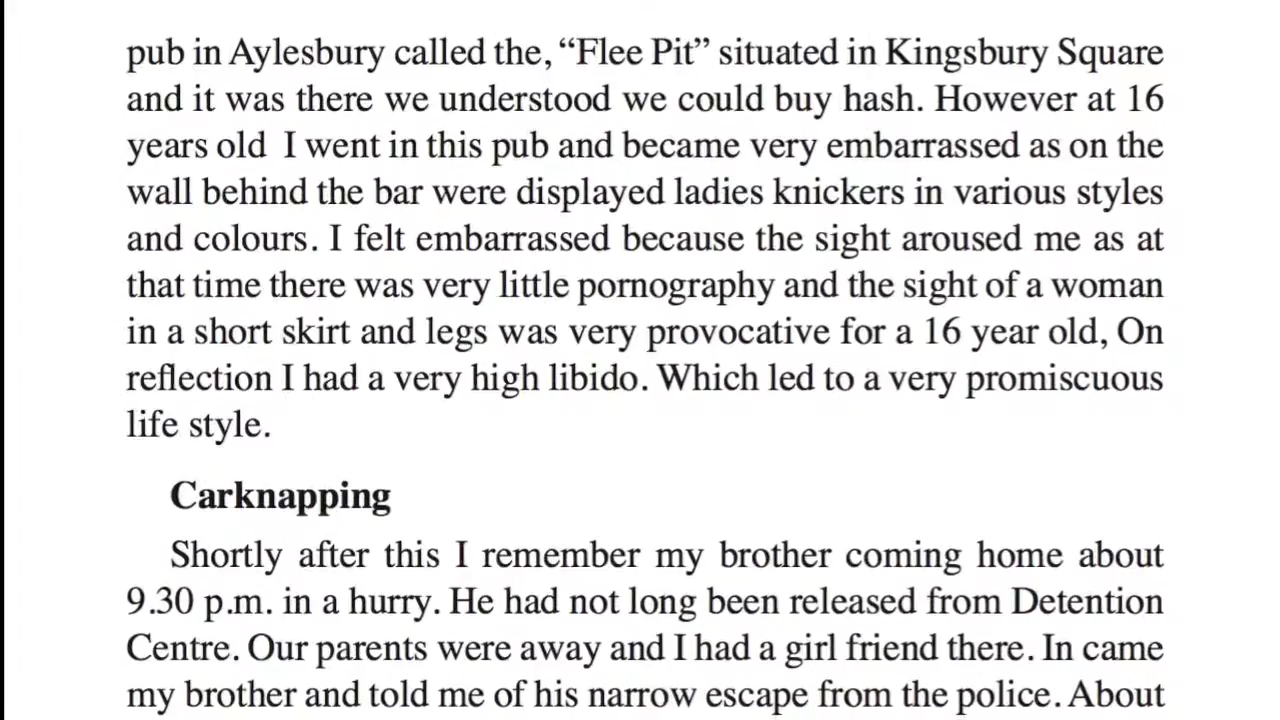 pub in Aylesbury called the, “Flee Pit” situated in Kingsbury Square
and it was there we understood we could buy hash. However at 16
years old  I went in this pub and became very embarrassed as on the
wall behind the bar were displayed ladies knickers in various styles
and colours. I felt embarrassed because the sight aroused me as at
that time there was very little pornography and the sight of a woman
in a short skirt and legs was very provocative for a 16 year old, On
reflection I had a very high libido. Which led to a very promiscuous
life style.
Carknapping
Shortly after this I remember my brother coming home about
9.30 p.m. in a hurry. He had not long been released from Detention
Centre. Our parents were away and I had a girl friend there. In came
my brother and told me of his narrow escape from the police. About